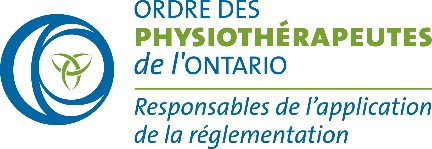 ORDRE DES
PHYSIOTHÉRAPEUTES
de l'ONTARIO
Responsables de l’application
de la réglementation